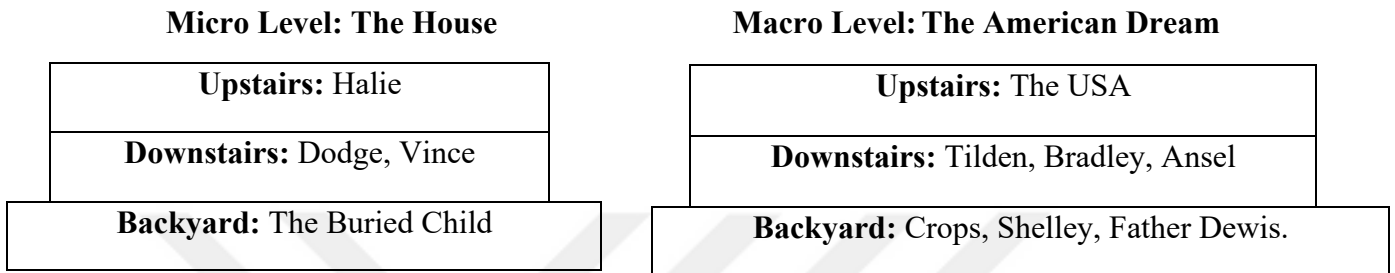 Micro Level: The House
Upstairs: Halie
Downstairs: Dodge, Vince
Backyard: The Buried Child
Macro Level: The American Dream
Upstairs: The USA
Downstairs: Tilden, Bradley, Ansel
Backyard: Crops, Shelley, Father Dewis.